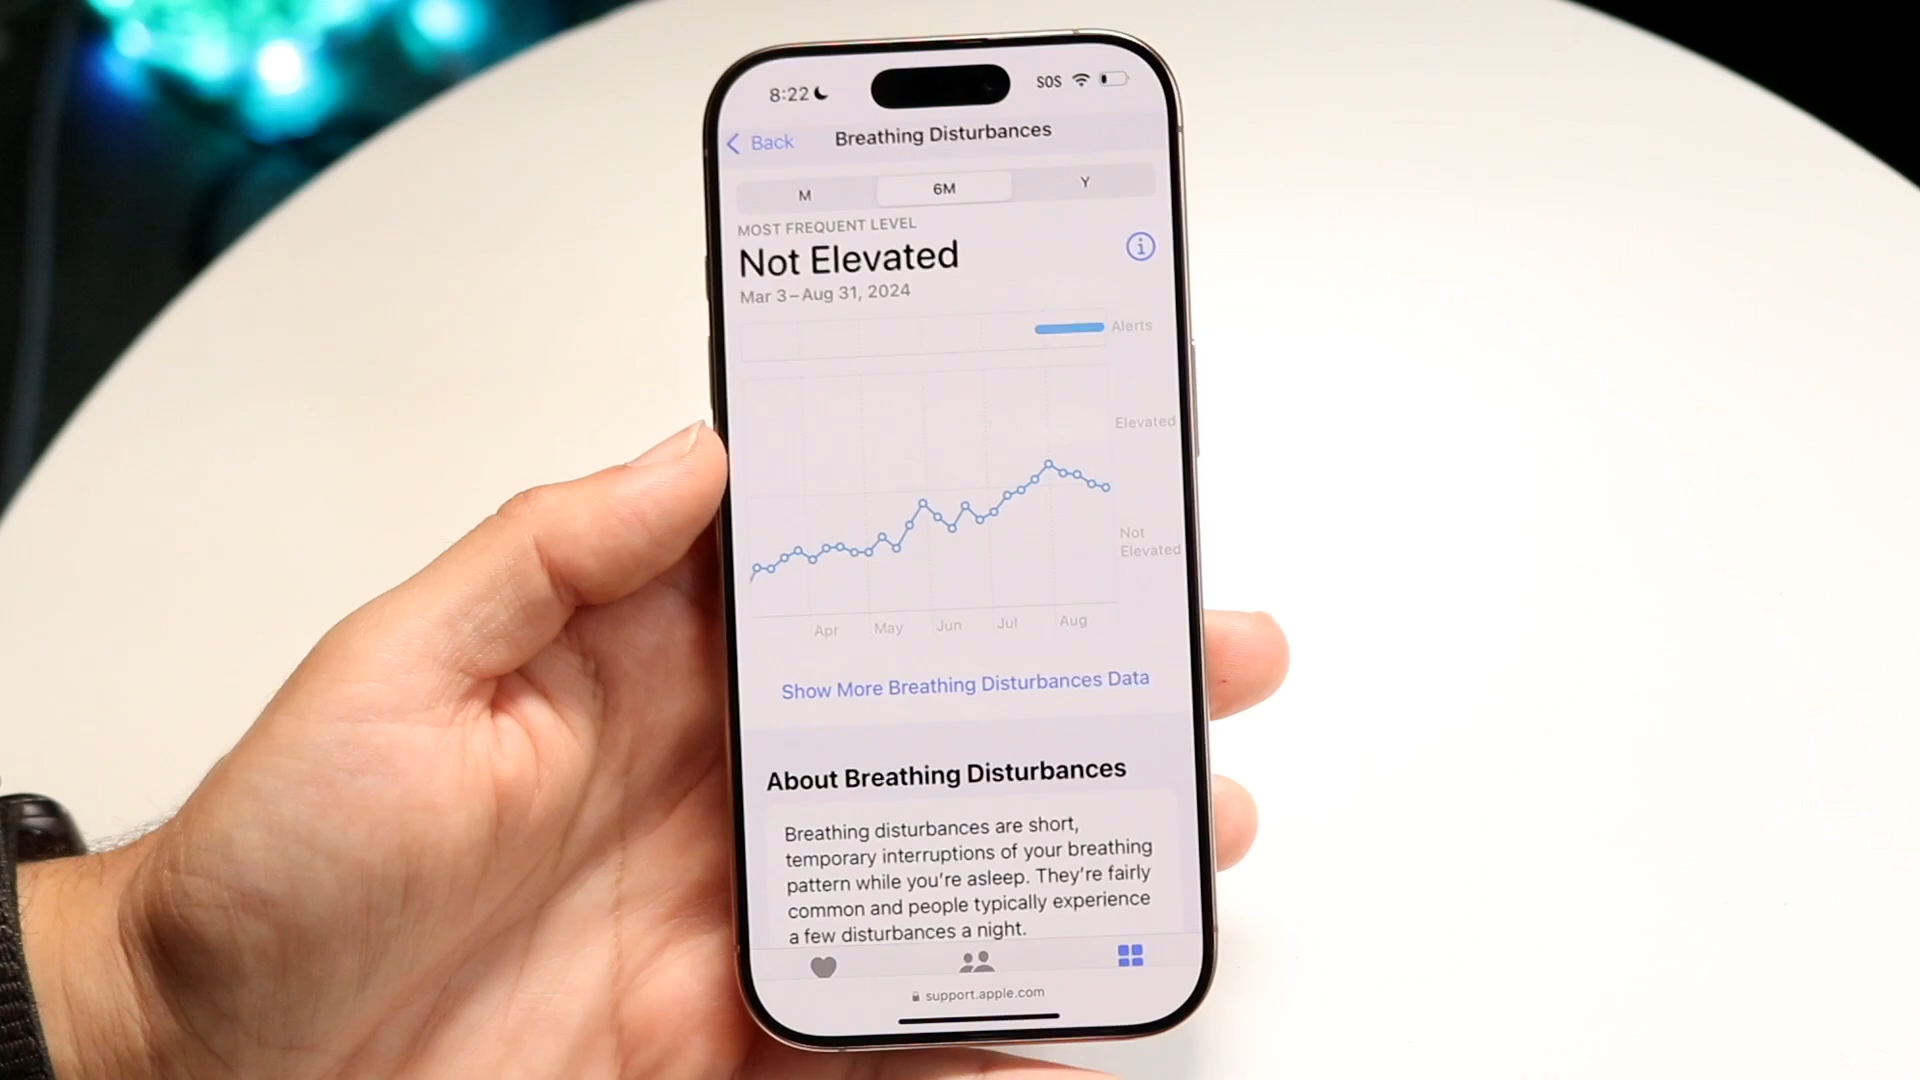 8:22
SOS
Back
Breathing Disturbances
M
6M
Y
MOST FREQUENT LEVEL
Not Elevated
Mar 3–Aug 31, 2024
Alerts
Elevated
Not
Elevated
Apr
May
Jun
Jul
Aug
Show More Breathing Disturbances Data
About Breathing Disturbances
Breathing disturbances are short,
temporary interruptions of your breathing
pattern while you're asleep. They're fairly
common and people typically experience
a few disturbances a night.
support.apple.com